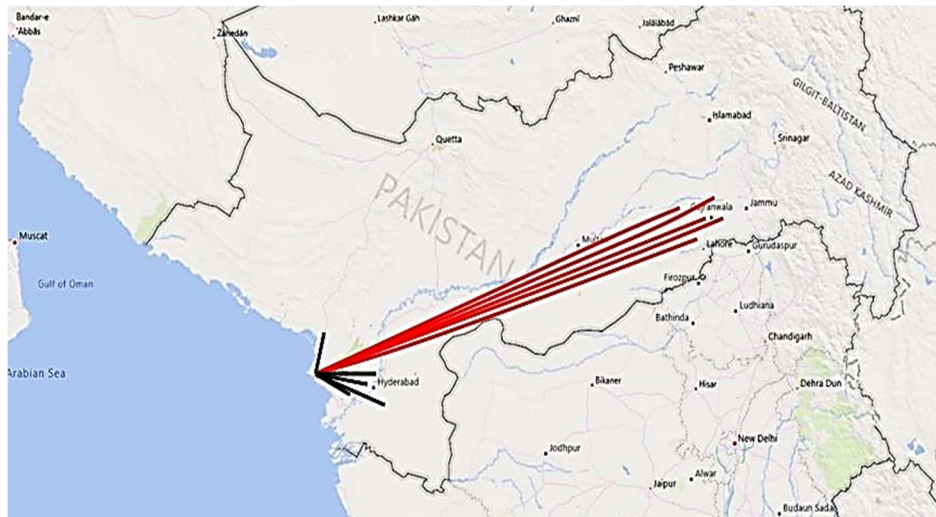 Bandar-e
'Abbās
Zāhedān
Lashkar Gāh
Ghaznī
Jalālābād
Peshawar
Islamabad
GILGIT-BALTISTAN
Srinagar
Quetta
PAKISTAN
AZAD KASHMIR
Jammu
Muscat
Lahore
Gurudaspur
Gulf of Oman
Firozpur
Ludhiana
Bathinda
Chandigarh
Arabian Sea
Hyderabad
Bikaner
Hisar
Dehra Dun
New Delhi
Jodhpur
Alwar
Jaipur
Budaun Sada